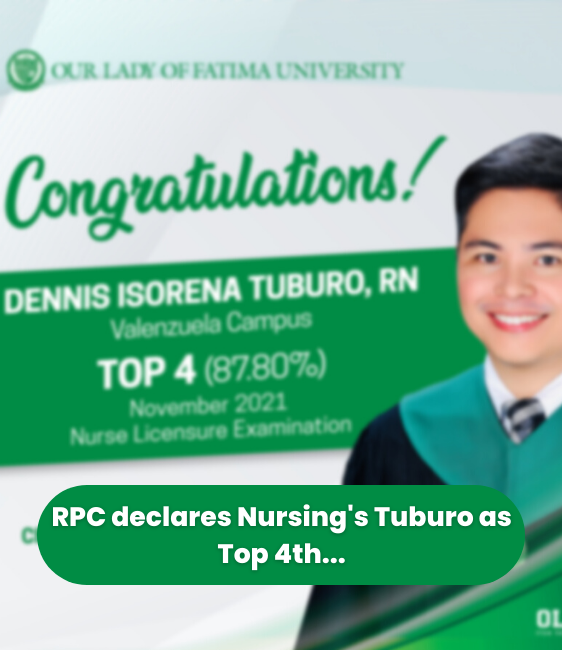 OUR LADY OF FATIMA UNIVERSITY
Congratulations!
DENNIS ISORENA TUBURO, RN
Valenzuela Campus
TOP 4 (87.80%)
November 2021
Nurse Licensure Examination
RPC declares Nursing's Tuburo as
Top 4th...
OL